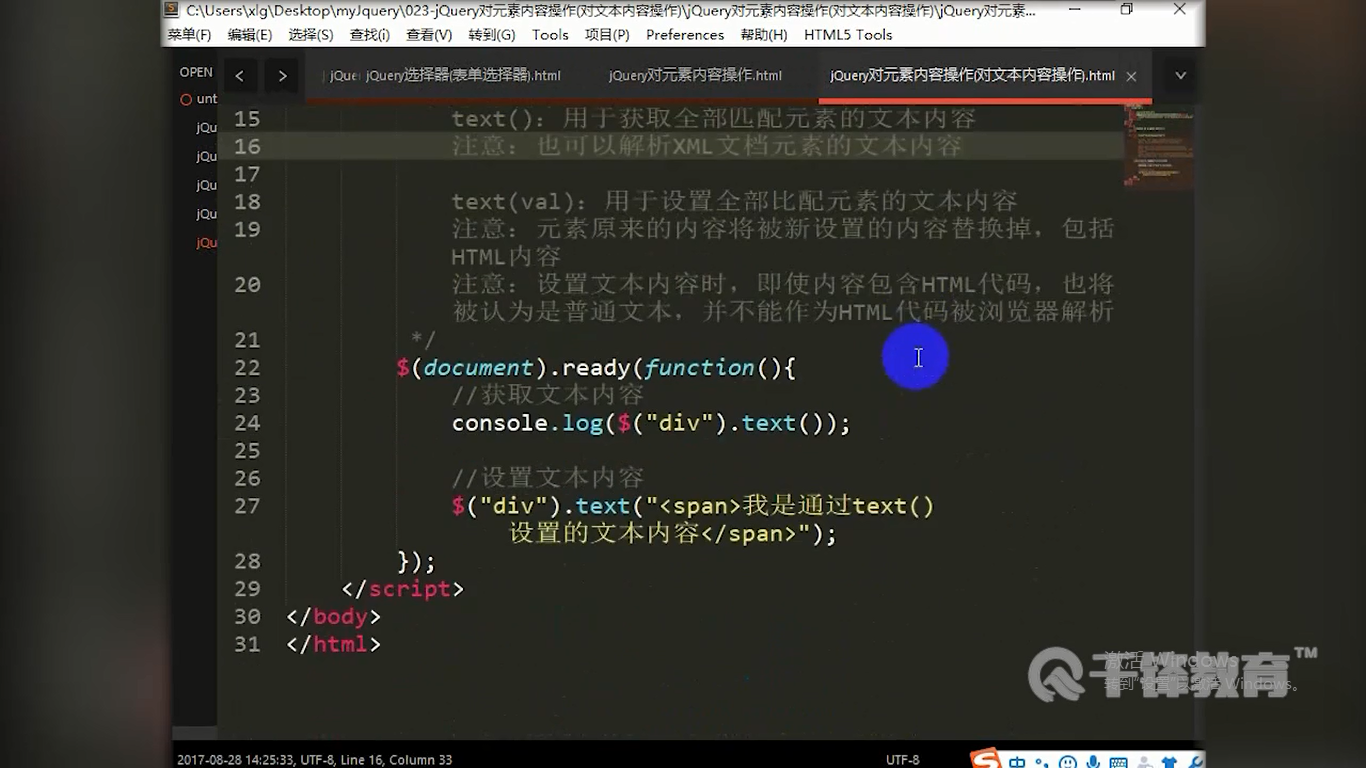 C:\Users\xlg\Desktop\myJquery\023-jQuery对元素内容操作(对文本内容操作)\jQuery对元素内容操作(对文本内容操作)\jQuery对元素...
菜单(F) 编辑(E) 选择(S) 查找(i) 查看(V) 转到(G) Tools 项目(P) Preferences 帮助(H) HTML5 Tools
OPEN < > jQue jQuery选择器(表单选择器).html jQuery对元素内容操作.html jQuery对元素内容操作(对文本内容操作).html
unt
jQu
jQu
jQu
jQu
jQu
15 text(): 用于获取全部匹配元素的文本内容
16 注意: 也可以解析XML文档元素的文本内容
17
18 text(val): 用于设置全部比配元素的文本内容
19 注意: 元素原来的内容将被新设置的内容替换掉, 包括
HTML内容
20 注意: 设置文本内容时, 即使内容包含HTML代码, 也将
被认为是普通文本, 并不能作为HTML代码被浏览器解析
21 */
22 $(document).ready(function(){
23 //获取文本内容
24 console.log($("div").text());
25
26 //设置文本内容
27 $("div").text("<span>我是通过text()
设置的文本内容</span>");
28 });
29 </script>
30 </body>
31 </html>
激活 Windows
转到"设置"以激活 Windows。
千锋教育™
2017-08-28 14:25:33, UTF-8, Line 16, Column 33 UTF-8
中